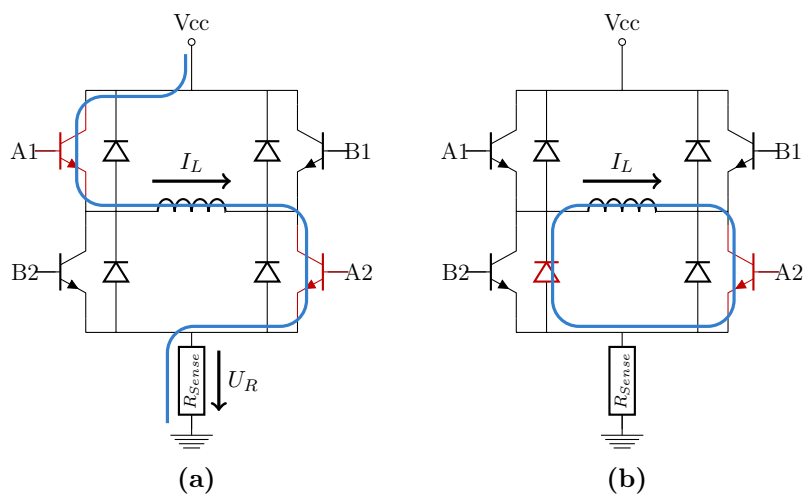 Vcc
A1
B1
I_L
B2
A2
R_Sense
U_R
(a)
Vcc
A1
B1
I_L
B2
A2
R_Sense
(b)